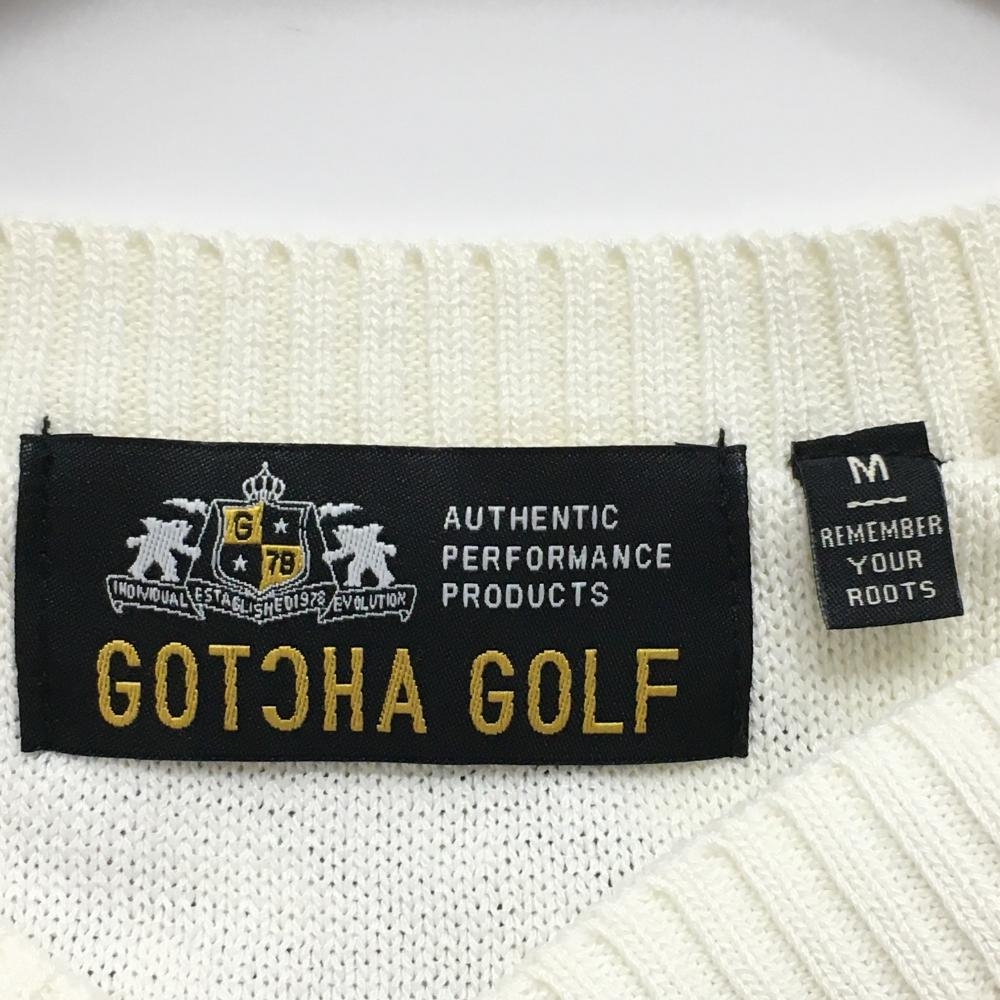 G
78
INDIVIDUAL ESTABLISHED1978 EVOLUTION
AUTHENTIC
PERFORMANCE
PRODUCTS
GOTCHA GOLF
M
REMEMBER
YOUR
ROOTS